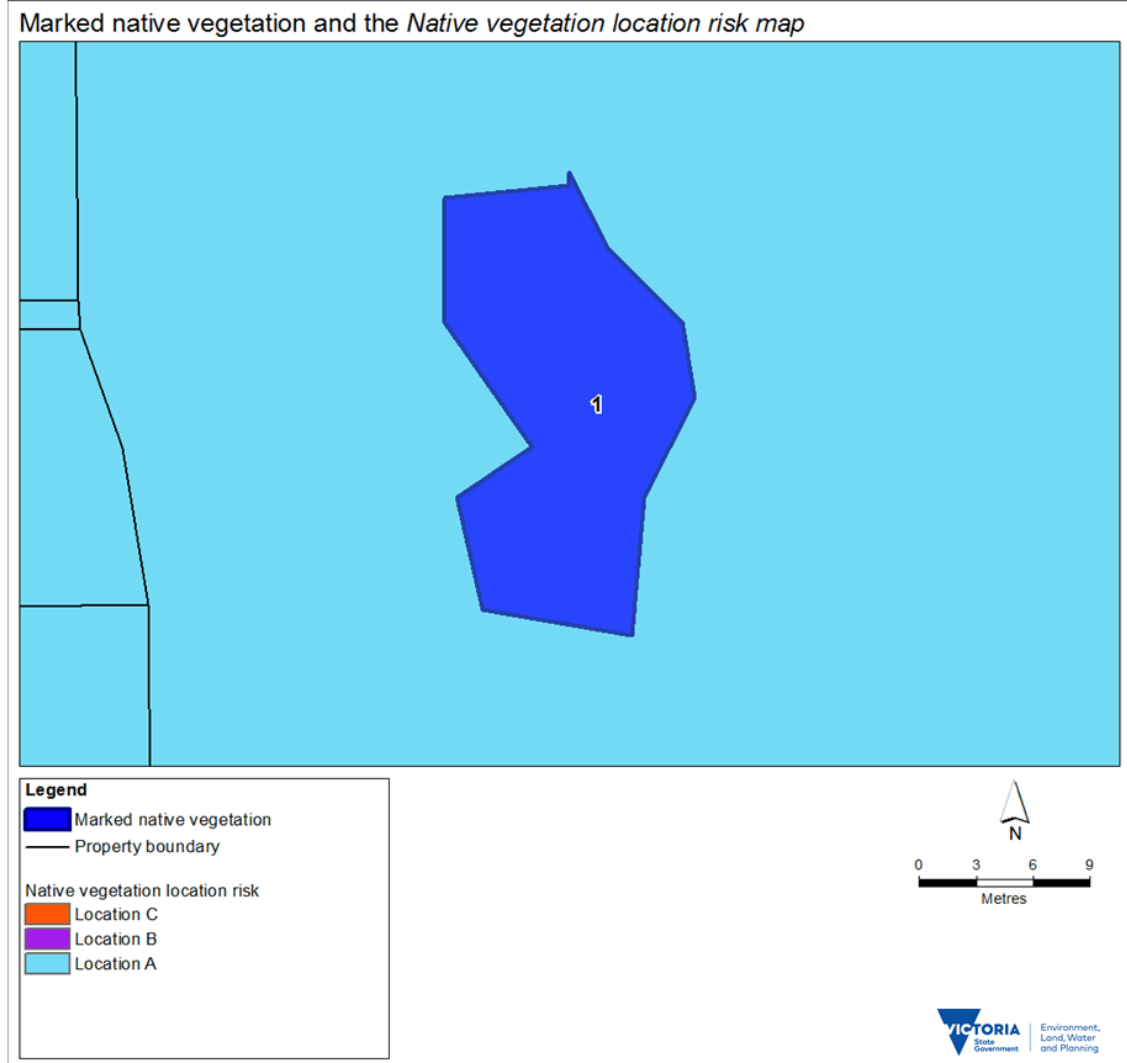 Marked native vegetation and the Native vegetation location risk map
1
Legend
Marked native vegetation
Property boundary
Native vegetation location risk
Location C
Location B
Location A
N
0 3 6 9
Metres
VICTORIA
State
Government
Environment,
Land, Water
and Planning